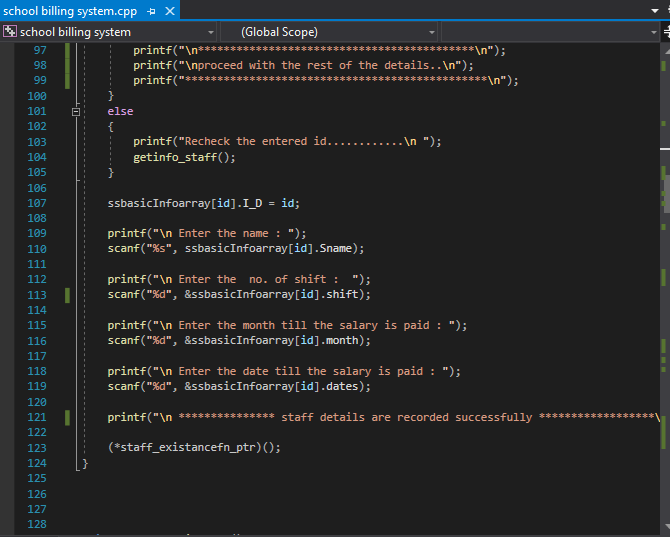 school billing system.cpp
school billing system (Global Scope)
97 printf("\n*******************************************\n");
98 printf("\nproceed with the rest of the details..\n");
99 printf("***********************************************\n");
100 }
101 else
102 {
103 printf("Recheck the entered id............\n ");
104 getinfo_staff();
105 }
106
107 ssbasicInfoarray[id].I_D = id;
108
109 printf("\n Enter the name : ");
110 scanf("%s", ssbasicInfoarray[id].Sname);
111
112 printf("\n Enter the  no. of shift :  ");
113 scanf("%d", &ssbasicInfoarray[id].shift);
114
115 printf("\n Enter the month till the salary is paid : ");
116 scanf("%d", &ssbasicInfoarray[id].month);
117
118 printf("\n Enter the date till the salary is paid : ");
119 scanf("%d", &ssbasicInfoarray[id].dates);
120
121 printf("\n *************** staff details are recorded successfully ******************\
122
123 (*staff_existancefn_ptr)();
124 }
125
126
127
128